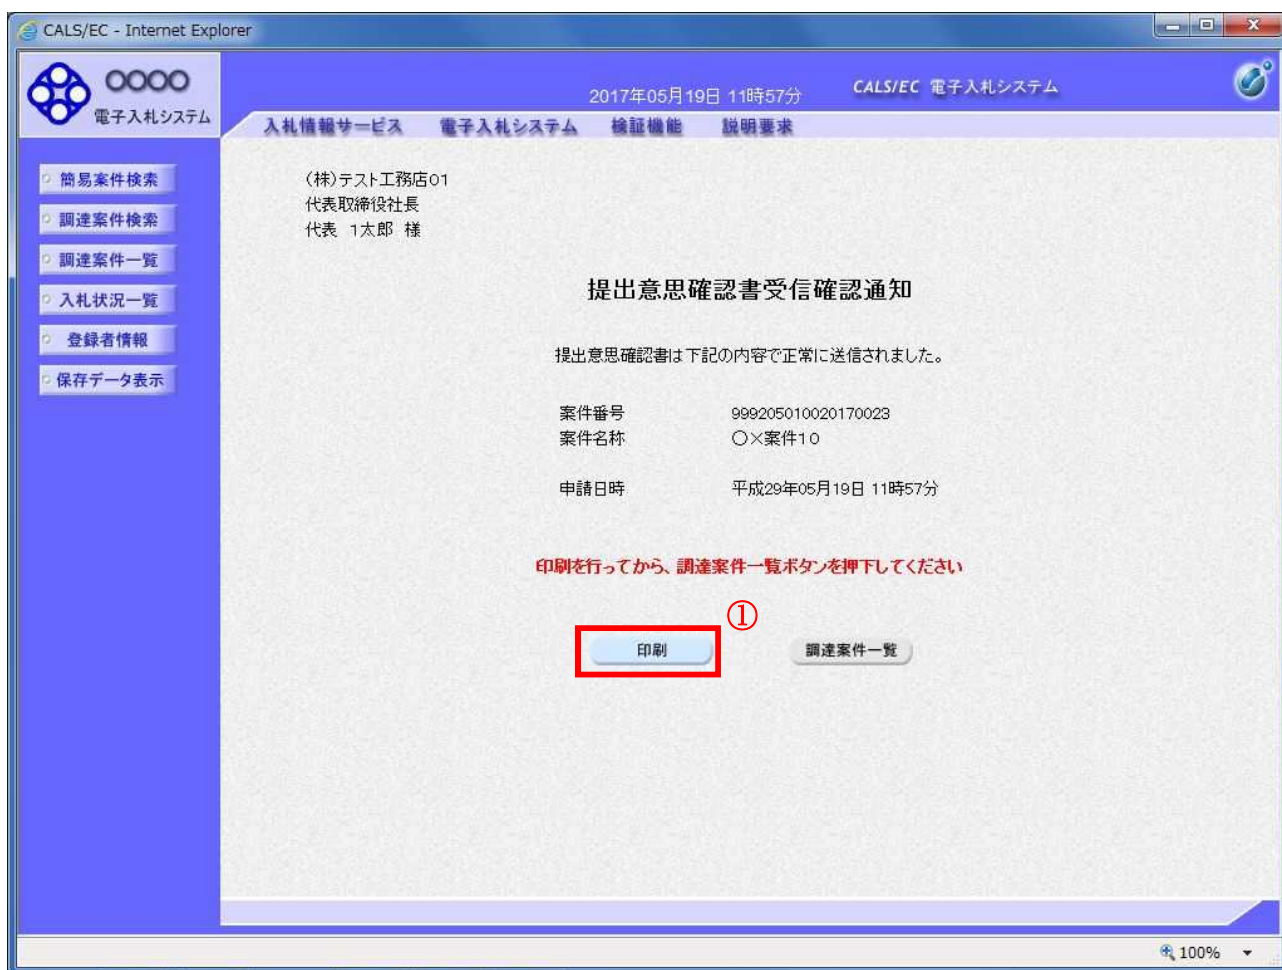 CALS/EC - Internet Explorer
○○○○
電子入札システム
2017年05月19日 11時57分
CALS/EC 電子入札システム
入札情報サービス 電子入札システム 検証機能 説明要求
簡易案件検索
調達案件検索
調達案件一覧
入札状況一覧
登録者情報
保存データ表示
(株)テスト工務店01
代表取締役社長
代表 1太郎 様
提出意思確認書受信確認通知
提出意思確認書は下記の内容で正常に送信されました。
案件番号 999205010020170023
案件名称 ○×案件10
申請日時 平成29年05月19日 11時57分
印刷を行ってから、調達案件一覧ボタンを押下してください
①
印刷 調達案件一覧
100%